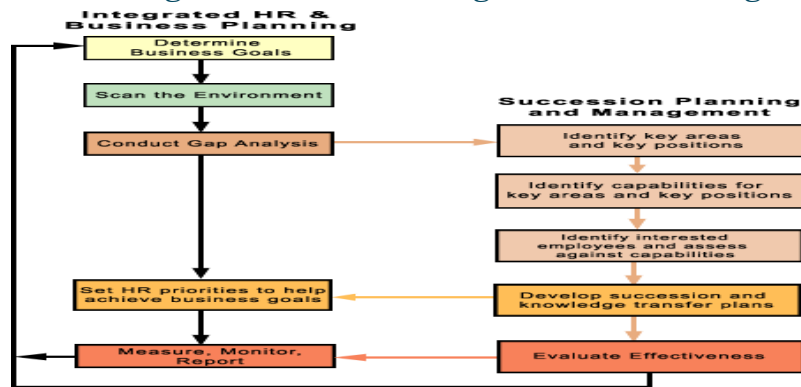 Integrated HR &
Business Planning
Determine
Business Goals
Scan the Environment
Conduct Gap Analysis
Set HR priorities to help
achieve business goals
Measure, Monitor,
Report
Succession Planning
and Management
Identify key areas
and key positions
Identify capabilities for
key areas and key positions
Identify interested
employees and assess
against capabilities
Develop succession and
knowledge transfer plans
Evaluate Effectiveness